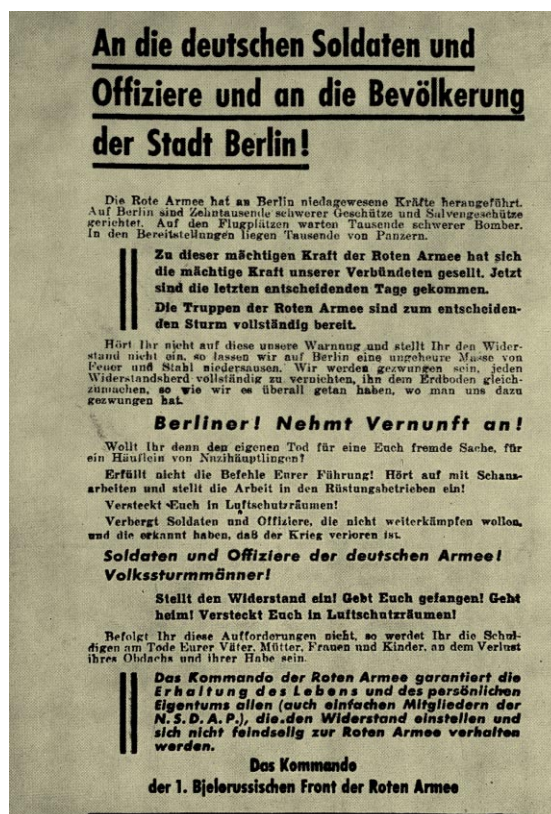 An die deutschen Soldaten und
Offiziere und an die Bevölkerung
der Stadt Berlin!
Die Rote Armee hat an Berlin niedagewesene Kräfte herangeführt.
Auf Berlin sind Zehntausende schwerer Geschütze und Salvengeschütze
gerichtet. Auf den Flugplätzen warten Tausende schwerer Bomber.
In den Bereitstellungen liegen Tausende von Panzern.
Zu dieser mächtigen Kraft der Roten Armee hat sich
die mächtige Kraft unserer Verbündeten gesellt. Jetzt
sind die letzten entscheidenden Tage gekommen.
Die Truppen der Roten Armee sind zum entscheiden-
den Sturm vollständig bereit.
Hört Ihr nicht auf diese unsere Warnung und stellt Ihr den Wider-
stand nicht ein, so lassen wir auf Berlin eine ungeheure Masse von
Feuer und Stahl niedersausen. Wir werden gezwungen sein, jeden
Widerstandsherd vollständig zu vernichten, ihn dem Erdboden gleich-
zumachen, so wie wir es überall getan haben, wo man uns dazu
gezwungen hat.
Berliner! Nehmt Vernunft an!
Wollt Ihr denn den eigenen Tod für eine Euch fremde Sache, für
ein Häuflein von Nazihäuptlingen?
Erfüllt nicht die Befehle Eurer Führung! Hört auf mit Schanz-
arbeiten und stellt die Arbeit in den Rüstungsbetrieben ein!
Versteckt Euch in Luftschutzräumen!
Verbergt Soldaten und Offiziere, die nicht weiterkämpfen wollen,
und die erkannt haben, daß der Krieg verloren ist.
Soldaten und Offiziere der deutschen Armee!
Volkssturmmänner!
Stellt den Widerstand ein! Gebt Euch gefangen! Geht
heim! Versteckt Euch in Luftschutzräumen!
Befolgt Ihr diese Aufforderungen nicht, so werdet Ihr die Schul-
digen am Tode Eurer Väter, Mütter, Frauen und Kinder, an dem Verlust
ihres Obdachs und ihrer Habe sein.
Das Kommando der Roten Armee garantiert die
Erhaltung des Lebens und des persönlichen
Eigentums allen (auch einfachen Mitgliedern der
N.S.D.A.P.), die den Widerstand einstellen und
sich nicht feindselig zur Roten Armee verhalten
werden.
Das Kommando
der 1. Bjelorussischen Front der Roten Armee